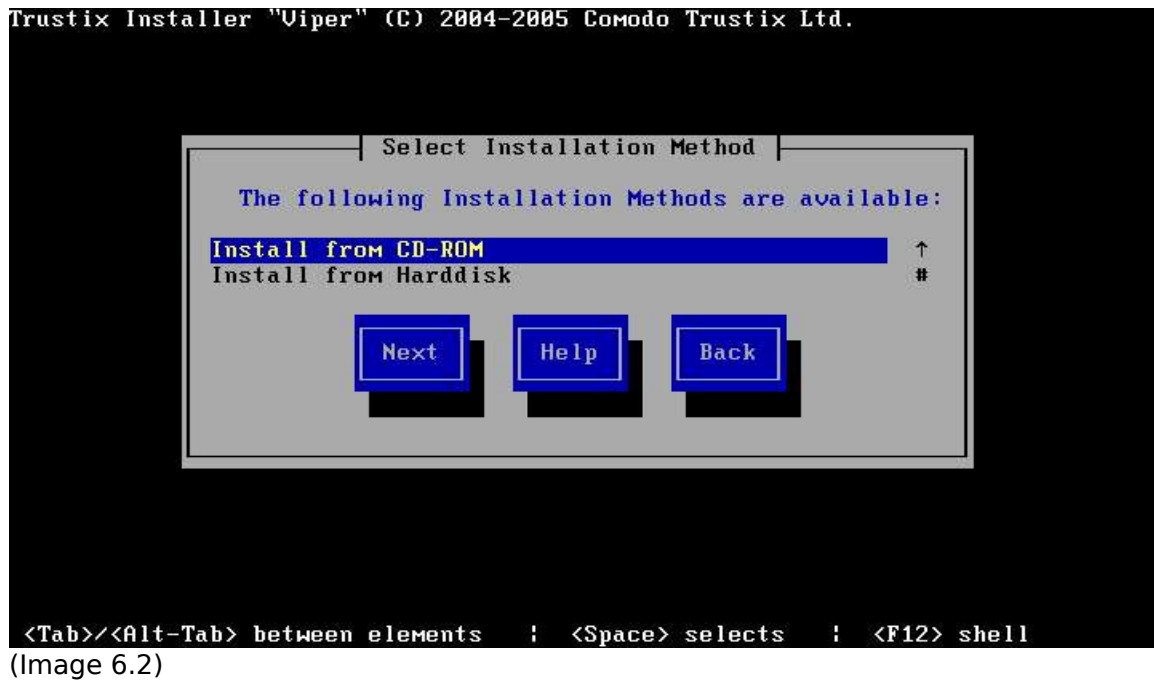 Trustix Installer "Viper" (C) 2004-2005 Comodo Trustix Ltd.
Select Installation Method
The following Installation Methods are available:
Install from CD-ROM ↑
Install from Harddisk #
Next Help Back
<Tab>/<Alt-Tab> between elements ¦ <Space> selects ¦ <F12> shell
(Image 6.2)